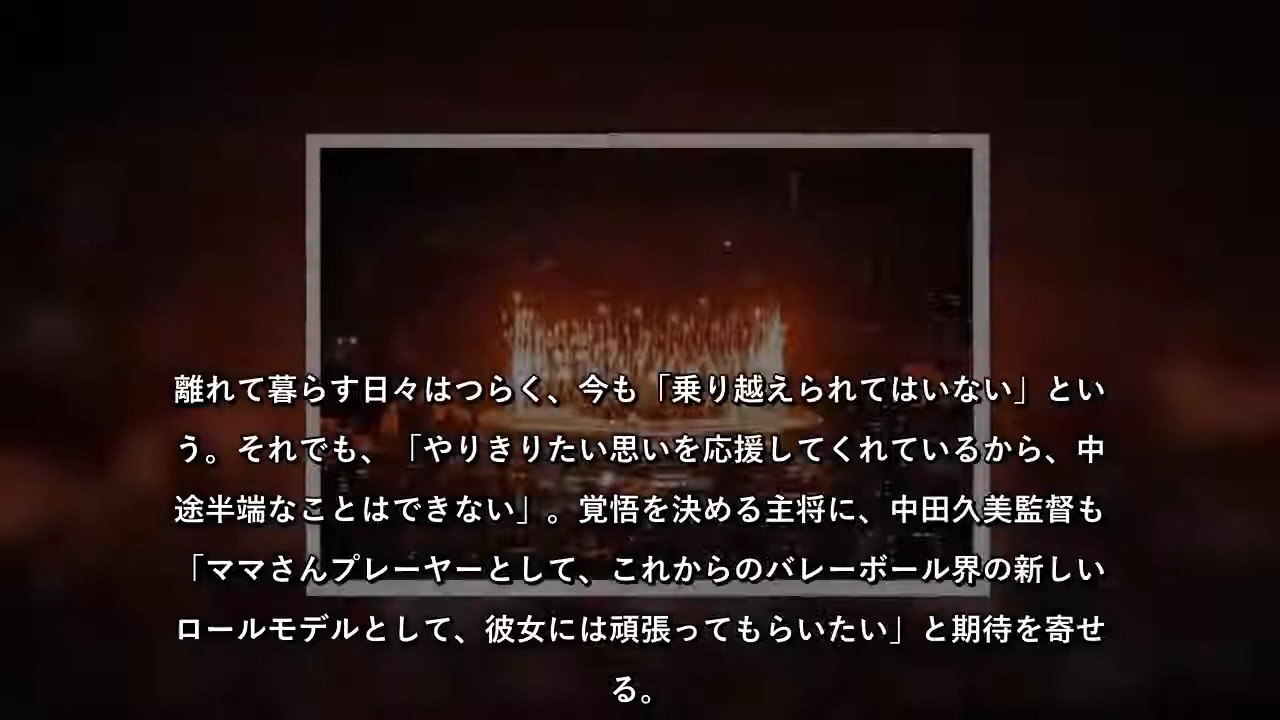 離れて暮らす日々はつらく、今も「乗り越えられてはいない」とい
う。それでも、「やりきりたい思いを応援してくれているから、中
途半端なことはできない」。覚悟を決める主将に、中田久美監督も
「ママさんプレーヤーとして、これからのバレーボール界の新しい
ロールモデルとして、彼女には頑張ってもらいたい」と期待を寄せ
る。